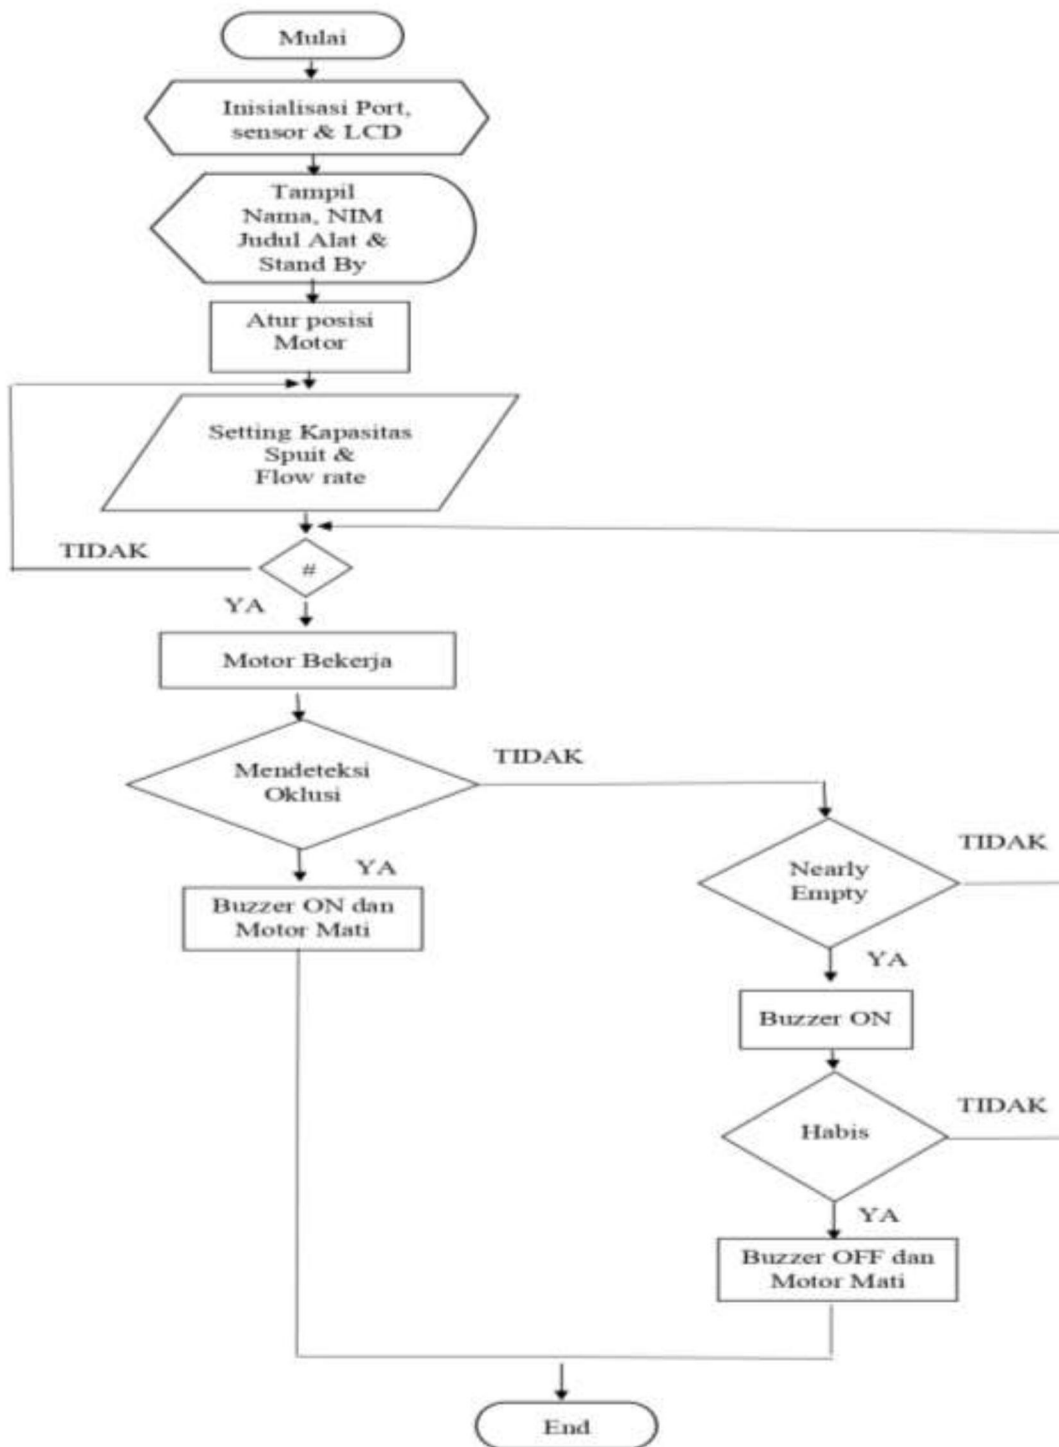 Mulai
Inisialisasi Port,
sensor & LCD
Tampil
Nama, NIM
Judul Alat &
Stand By
Atur posisi
Motor
Setting Kapasitas
Spuit &
Flow rate
TIDAK
#
YA
Motor Bekerja
Mendeteksi
Oklusi
TIDAK
YA
Buzzer ON dan
Motor Mati
Nearly
Empty
TIDAK
YA
Buzzer ON
Habis
TIDAK
YA
Buzzer OFF dan
Motor Mati
End